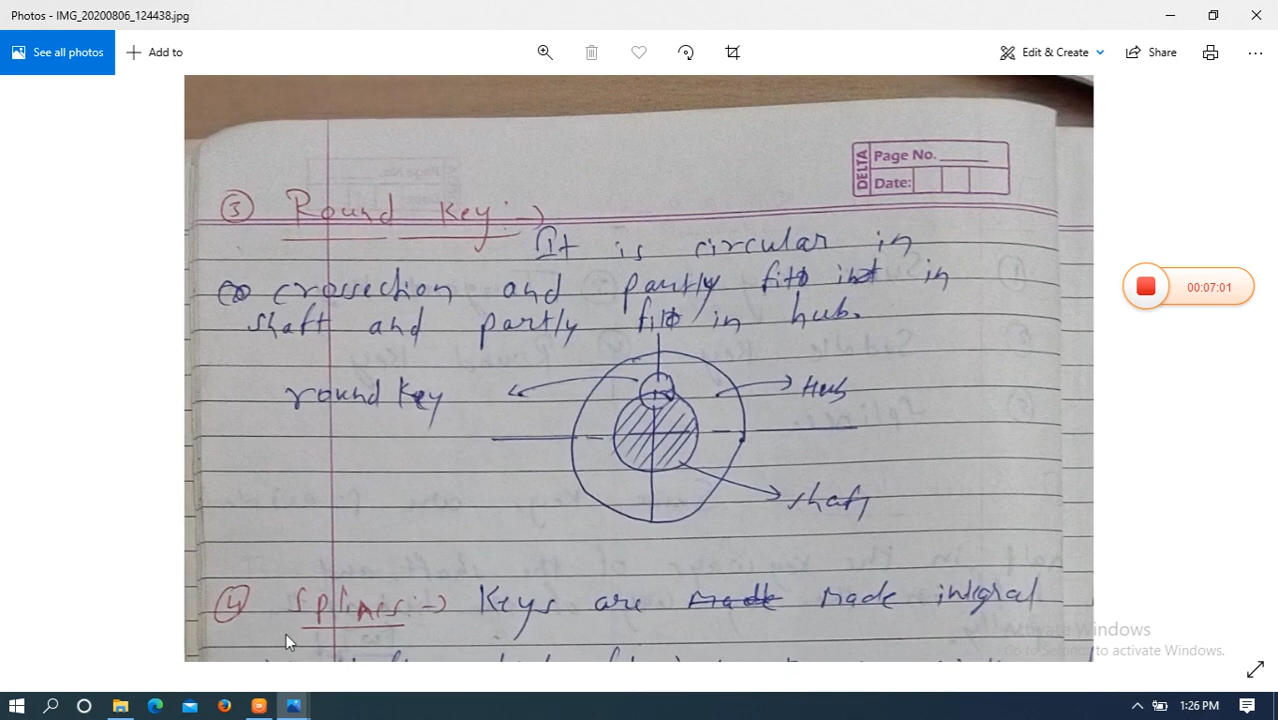 Photos - IMG_20200806_124438.jpg
See all photos
Add to
Edit & Create
Share
DELTA
Page No.
Date:
③ Round Key :→
It is circular in
crossection and partly fits in
shaft and partly fits in hub.
round key
Hub
shaft
00:07:01
④ Splines :→ Keys are made made integral
Activate Windows
Go to Settings to activate Windows.
1:26 PM